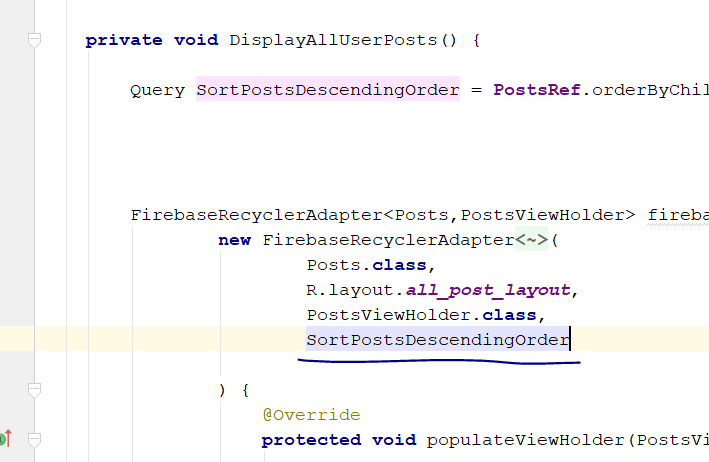 private void DisplayAllUserPosts() {
Query SortPostsDescendingOrder = PostsRef.orderByChil
FirebaseRecyclerAdapter<Posts,PostsViewHolder> fireba
new FirebaseRecyclerAdapter<~>(
Posts.class,
R.layout.all_post_layout,
PostsViewHolder.class,
SortPostsDescendingOrder
) {
@Override
protected void populateViewHolder(PostsVi